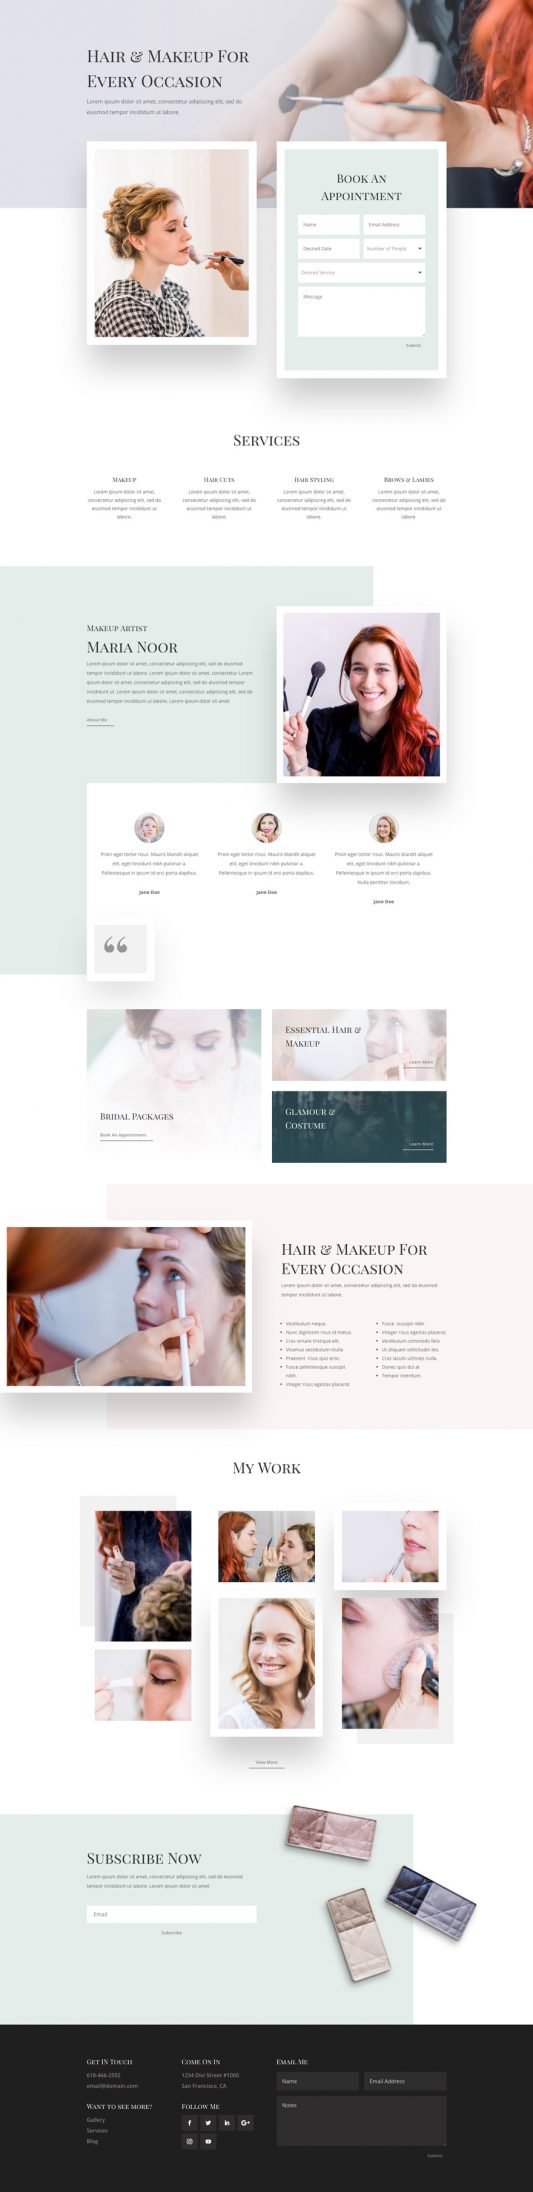 Hair & Makeup For
Every Occasion
Lorem ipsum dolor sit amet, consectetur adipiscing elit, sed do
eiusmod tempor incididunt ut labore.
Book An
Appointment
Name
Email Address
Desired Date
Number of People
Desired Service
Message
Submit
Services
Makeup
Lorem ipsum dolor sit amet,
consectetur adipiscing elit, sed do
eiusmod tempor incididunt ut
labore.
Hair Cuts
Lorem ipsum dolor sit amet,
consectetur adipiscing elit, sed do
eiusmod tempor incididunt ut
labore.
Hair Styling
Lorem ipsum dolor sit amet,
consectetur adipiscing elit, sed do
eiusmod tempor incididunt ut
labore.
Brows & Lashes
Lorem ipsum dolor sit amet,
consectetur adipiscing elit, sed do
eiusmod tempor incididunt ut
labore.
Makeup Artist
Maria Noor
Lorem ipsum dolor sit amet, consectetur adipiscing elit, sed do eiusmod
tempor incididunt ut labore. Lorem ipsum dolor sit amet, consectetur Lorem
ipsum dolor sit amet, consectetur adipiscing elit, sed do eiusmod tempor
incididunt ut labore. Lorem ipsum dolor sit amet, consectetur adipiscing
elit, sed do eiusmod tempor Lorem ipsum dolor sit amet
About Me
Proin eget tortor risus. Mauris blandit aliquet
elit, eget tincidunt nibh pulvinar a.
Pellentesque in ipsum id orci porta dapibus.
Jane Doe
Proin eget tortor risus. Mauris blandit aliquet
elit, eget tincidunt nibh pulvinar a.
Pellentesque in ipsum id orci porta dapibus.
Jane Doe
Proin eget tortor risus. Mauris blandit aliquet
elit, eget tincidunt nibh pulvinar a.
Pellentesque in ipsum id orci porta dapibus.
Nulla porttitor tincidunt.
Jane Doe
“
Bridal Packages
Book An Appointment
Essential Hair &
Makeup
Learn More
Glamour &
Costume
Learn More
Hair & Makeup For
Every Occasion
Lorem ipsum dolor sit amet, consectetur adipiscing elit, sed do eiusmod
tempor incididunt ut labore.
Vestibulum neque.
Nunc dignissim risus id metus.
Cras ornare tristique elit.
Vivamus vestibulum ntulla
Praesent risus quis eros.
Fusce pellentesque suscipit
nibh.
Integer risus egestas placerat
Fusce suscipit nibh.
Integer risus egestas placerat.
Vestibulum commodo felis
Ut aliquam sollicitudin leo.
Cras iaculis ultricies nulla.
Donec quis dui at
Tempor interdum.
My Work
View More
Subscribe Now
Lorem ipsum dolor sit amet, consectetur adipiscing elit, sed do eiusmod
tempor incididunt ut labore. Lorem ipsum dolor sit amet
Email
Subscribe
Get IN Touch
618-466-2592
email@domain.com
Want to see more?
Gallery
Services
Blog
Come On In
1234 Divi Street #1000
San Francisco, CA
Follow Me
Email Me
Name
Email Address
Notes
Submit